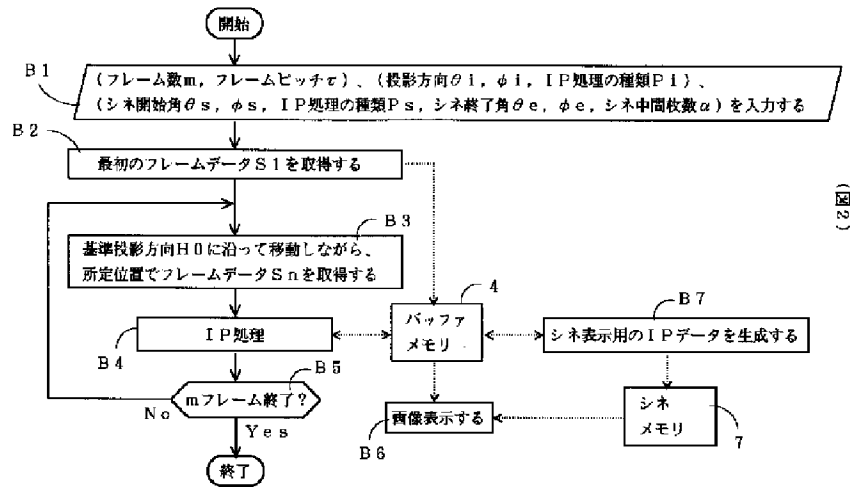 開始
B1
(フレーム数m,フレームピッチτ)、(投影方向θi,φi,IP処理の種類Pi)、
(シネ開始角θs,φs,IP処理の種類Ps,シネ終了角θe,φe,シネ中間枚数α)を入力する
B2
最初のフレームデータS1を取得する
(図2)
B3
基準投影方向H0に沿って移動しながら、
所定位置でフレームデータSnを取得する
4
バッファ
メモリー
B7
シネ表示用のIPデータを生成する
IP処理
B4
B5
mフレーム終了?
No
Yes
画像表示する
B6
シネ
メモリ
7
終了